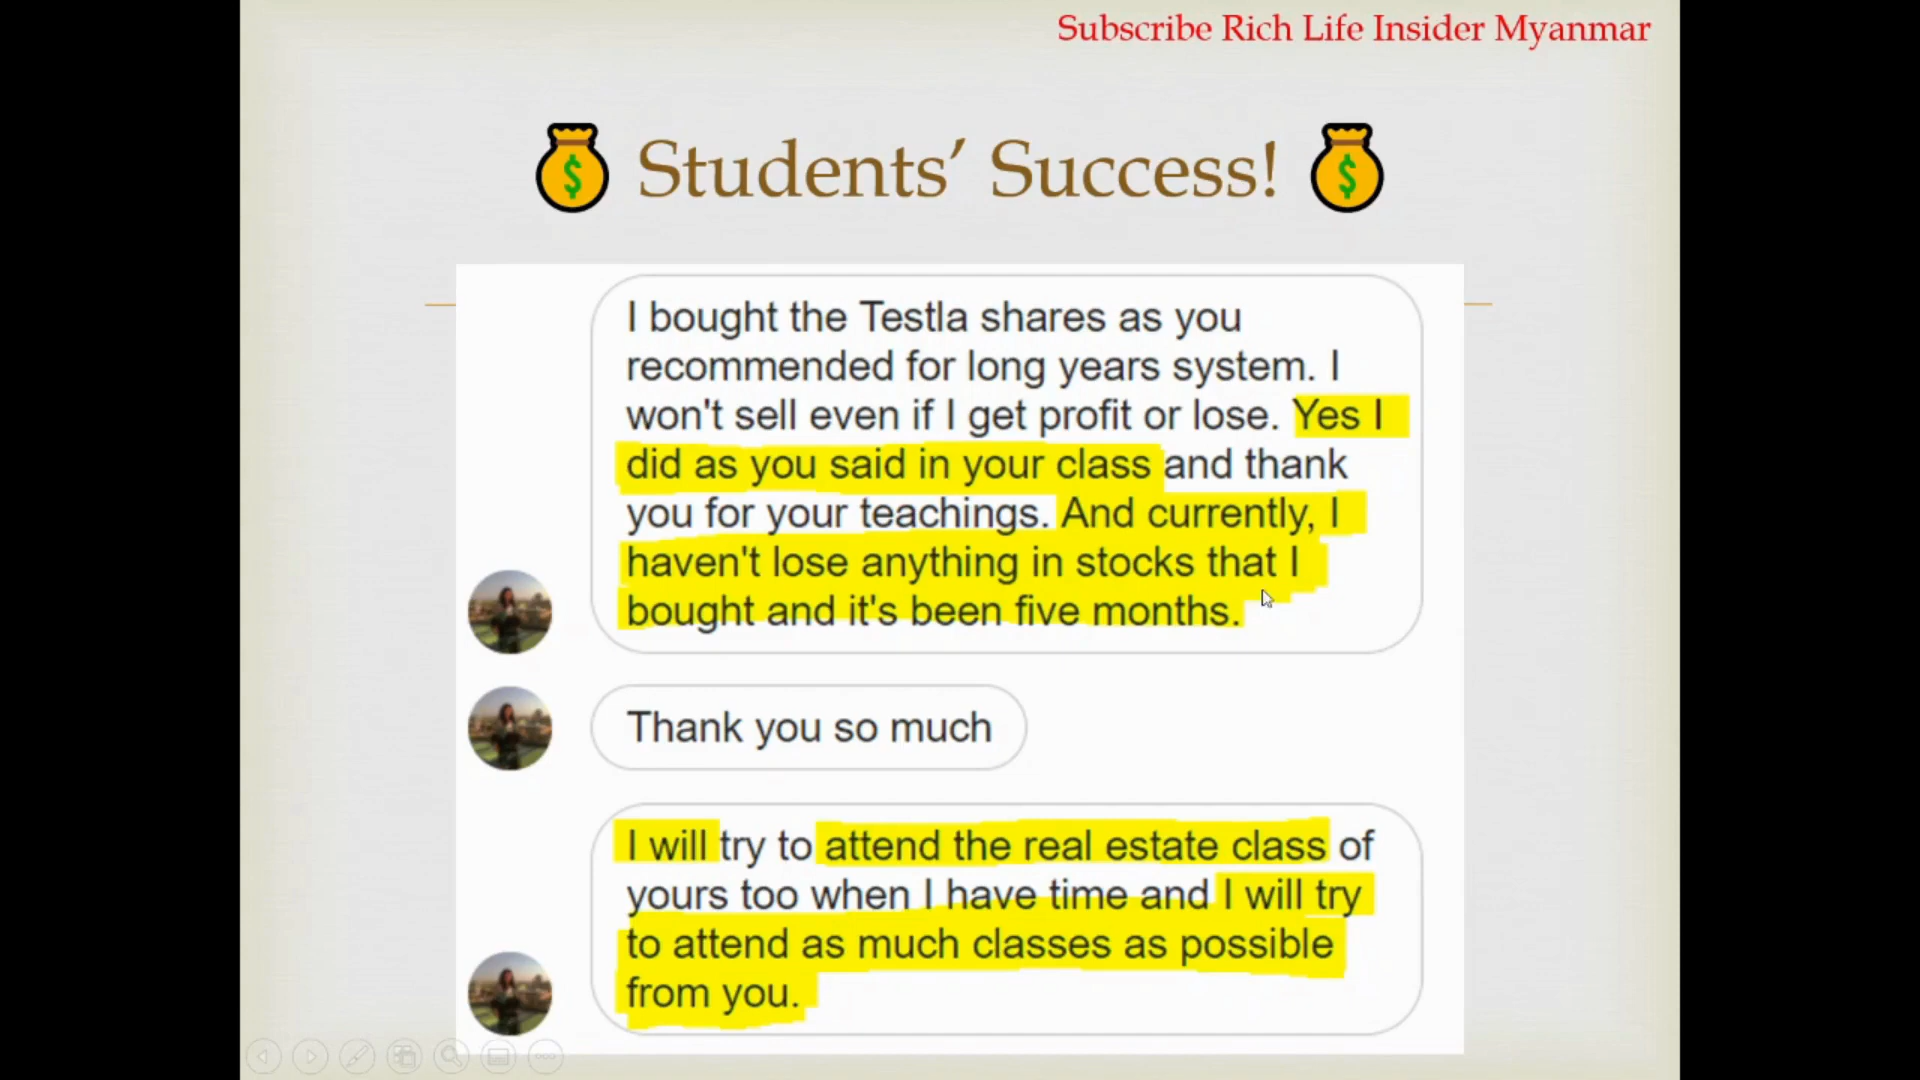 Subscribe Rich Life Insider Myanmar
Students’ Success!
I bought the Testla shares as you
recommended for long years system. I
won't sell even if I get profit or lose. Yes I
did as you said in your class and thank
you for your teachings. And currently, I
haven't lose anything in stocks that I
bought and it's been five months.
Thank you so much
I will try to attend the real estate class of
yours too when I have time and I will try
to attend as much classes as possible
from you.